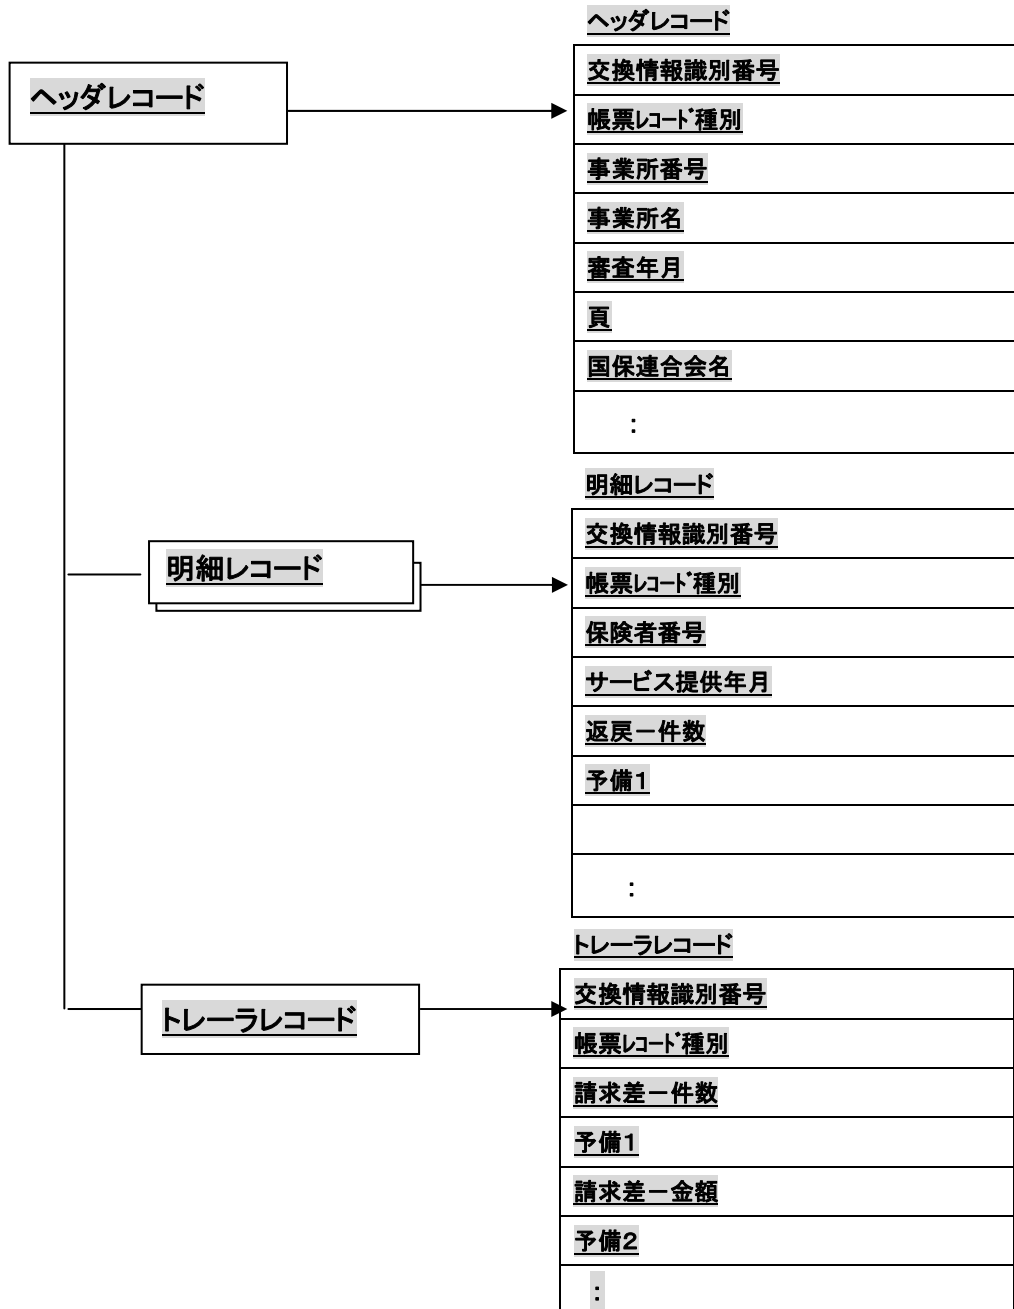 ヘッダレコード
ヘッダレコード
交換情報識別番号
帳票ﾚｺｰﾄﾞ種別
事業所番号
事業所名
審査年月
頁
国保連合会名
：
明細レコード
明細レコード
交換情報識別番号
帳票ﾚｺｰﾄﾞ種別
保険者番号
サービス提供年月
返戻－件数
予備１
：
トレーラレコード
トレーラレコード
交換情報識別番号
帳票ﾚｺｰﾄﾞ種別
請求差－件数
予備１
請求差－金額
予備２
：